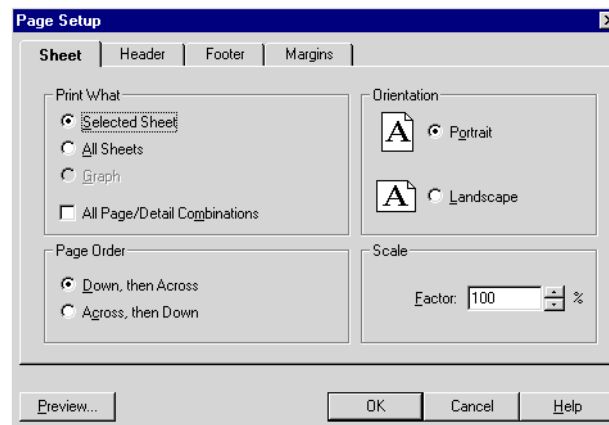 Page Setup
Sheet Header Footer Margins
Print What
Selected Sheet
All Sheets
Graph
All Page/Detail Combinations
Orientation
A Portrait
A Landscape
Page Order
Down, then Across
Across, then Down
Scale
Factor: 100 %
Preview... OK Cancel Help